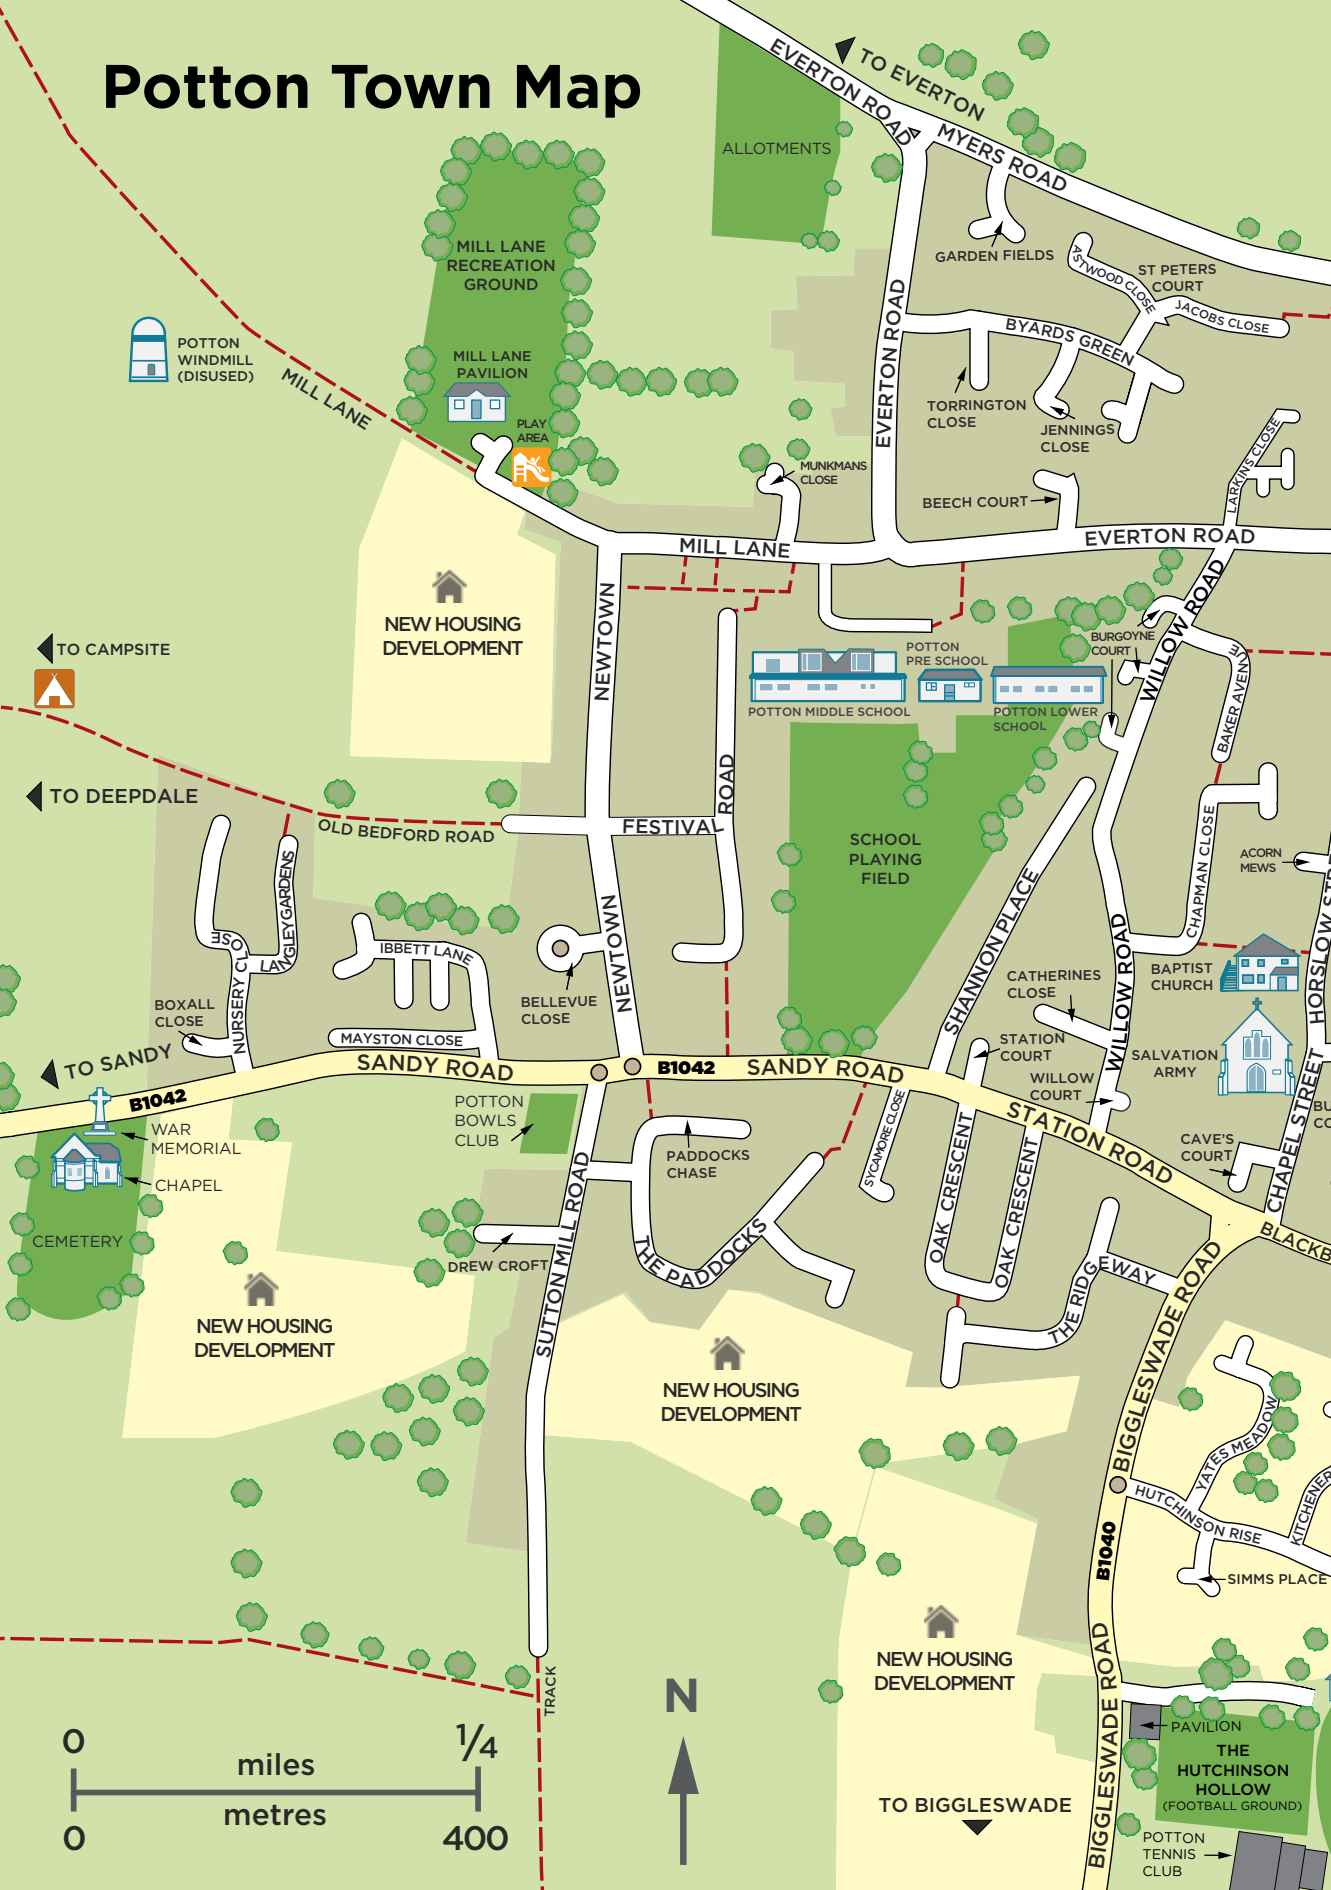 Potton Town Map
EVERTON ROAD
TO EVERTON
MYERS ROAD
ALLOTMENTS
MILL LANE
RECREATION
GROUND
GARDEN FIELDS
ASTWOOD CLOSE
ST PETERS
COURT
JACOBS CLOSE
POTTON
WINDMILL
(DISUSED)
MILL LANE
MILL LANE
PAVILION
PLAY
AREA
EVERTON ROAD
BYARDS GREEN
TORRINGTON
CLOSE
JENNINGS
CLOSE
MUNKMANS
CLOSE
BEECH COURT
LARKINS CLOSE
MILL LANE
EVERTON ROAD
NEW HOUSING
DEVELOPMENT
NEWTOWN
TO CAMPSITE
POTTON
PRE SCHOOL
POTTON MIDDLE SCHOOL
POTTON LOWER
SCHOOL
BURGOYNE
COURT
WILLOW ROAD
BAKER AVENUE
TO DEEPDALE
OLD BEDFORD ROAD
FESTIVAL ROAD
SCHOOL
PLAYING
FIELD
CHAPMAN CLOSE
ACORN
MEWS
HORSLOW STRE
NURSERY CLOSE
LANGLEY GARDENS
IBBETT LANE
NEWTOWN
BELLEVUE
CLOSE
SHANNON PLACE
CATHERINES
CLOSE
WILLOW ROAD
BAPTIST
CHURCH
BOXALL
CLOSE
MAYSTON CLOSE
STATION
COURT
WILLOW
COURT
SALVATION
ARMY
TO SANDY
B1042
SANDY ROAD
B1042
SANDY ROAD
STATION ROAD
CHAPEL STREET
BU
CO
WAR
MEMORIAL
CHAPEL
CEMETERY
POTTON
BOWLS
CLUB
PADDOCKS
CHASE
SYCAMORE CLOSE
OAK CRESCENT
OAK CRESCENT
CAVE'S
COURT
BLACKB
SUTTON MILL ROAD
DREW CROFT
THE PADDOCKS
THE RIDGEWAY
BIGGLESWADE ROAD
NEW HOUSING
DEVELOPMENT
NEW HOUSING
DEVELOPMENT
YATES MEADOW
HUTCHINSON RISE
KITCHENER
SIMMS PLACE
B1040
NEW HOUSING
DEVELOPMENT
BIGGLESWADE ROAD
TRACK
N
PAVILION
THE
HUTCHINSON
HOLLOW
(FOOTBALL GROUND)
TO BIGGLESWADE
POTTON
TENNIS
CLUB
0
1/4
miles
metres
0
400